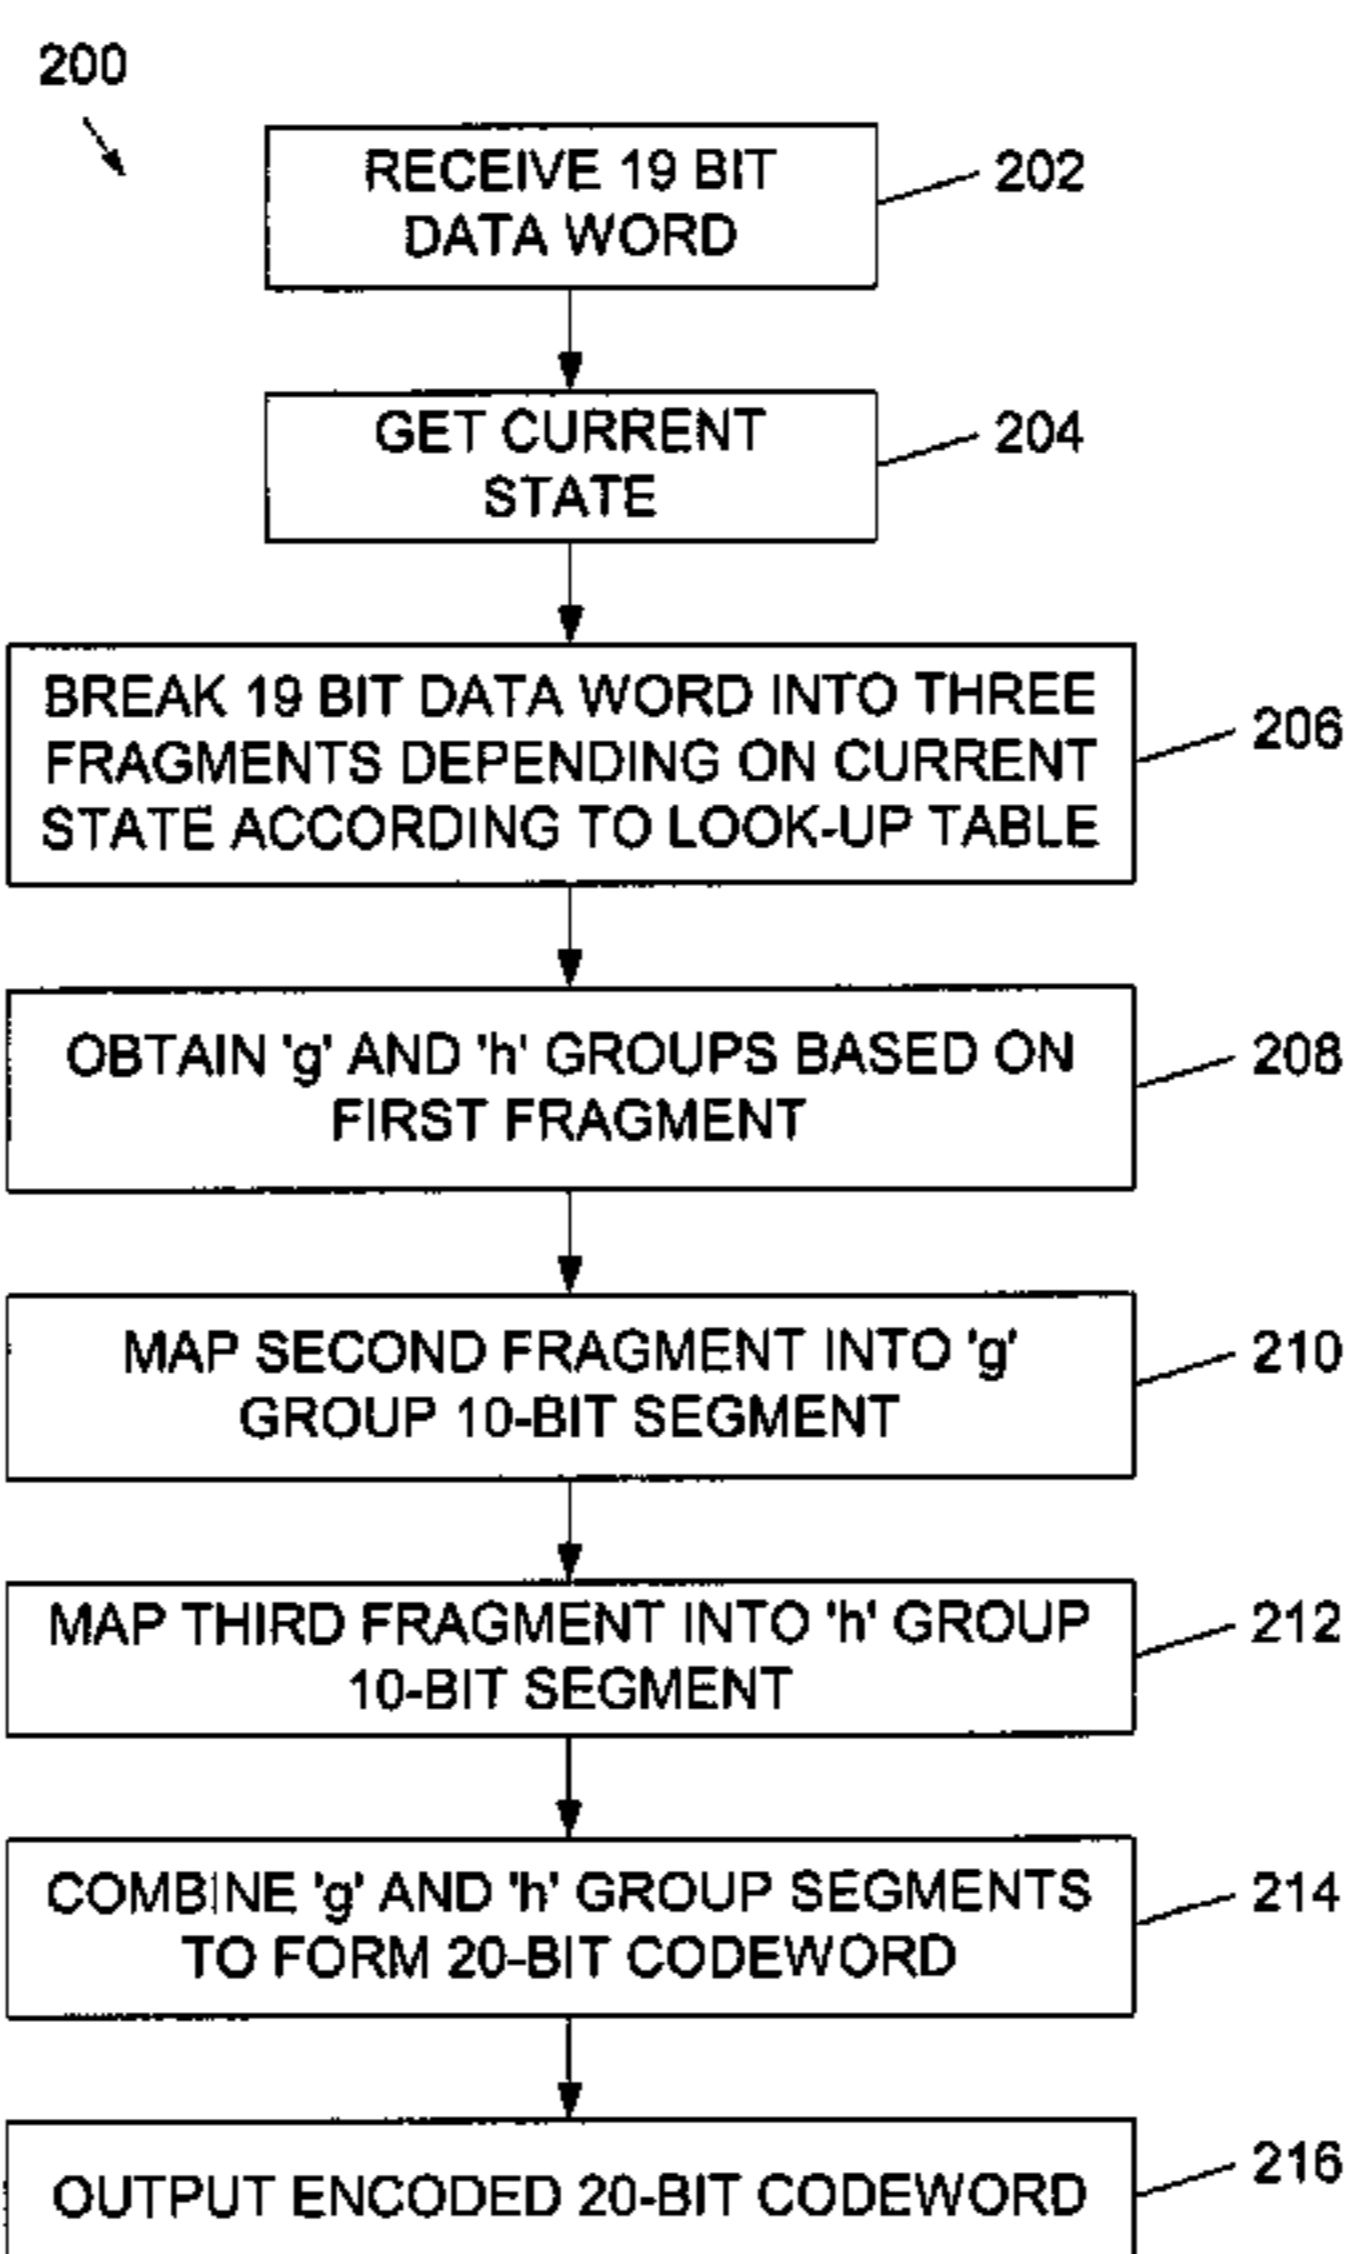 200
RECEIVE 19 BIT
DATA WORD
202
GET CURRENT
STATE
204
BREAK 19 BIT DATA WORD INTO THREE
FRAGMENTS DEPENDING ON CURRENT
STATE ACCORDING TO LOOK-UP TABLE
206
OBTAIN 'g' AND 'h' GROUPS BASED ON
FIRST FRAGMENT
208
MAP SECOND FRAGMENT INTO 'g'
GROUP 10-BIT SEGMENT
210
MAP THIRD FRAGMENT INTO 'h' GROUP
10-BIT SEGMENT
212
COMBINE 'g' AND 'h' GROUP SEGMENTS
TO FORM 20-BIT CODEWORD
214
OUTPUT ENCODED 20-BIT CODEWORD
216